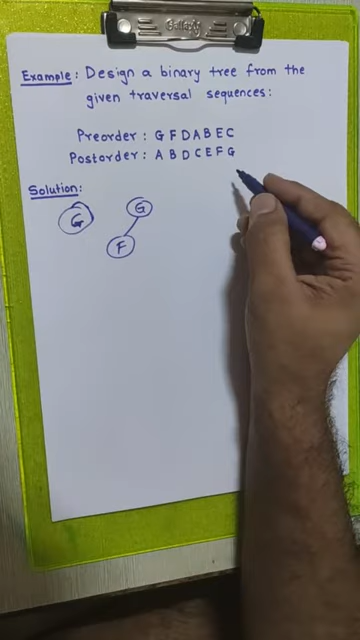 Example: Design a binary tree from the
given traversal sequences:
Preorder: G F D A B E C
Postorder: A B D C E F G
Solution:
G
G
F